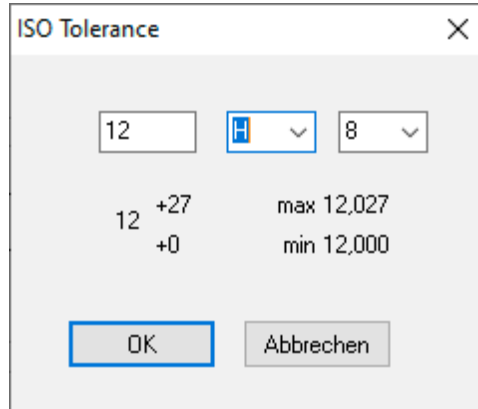 ISO Tolerance
12 H 8
12 +27 max 12,027
+0 min 12,000
OK Abbrechen